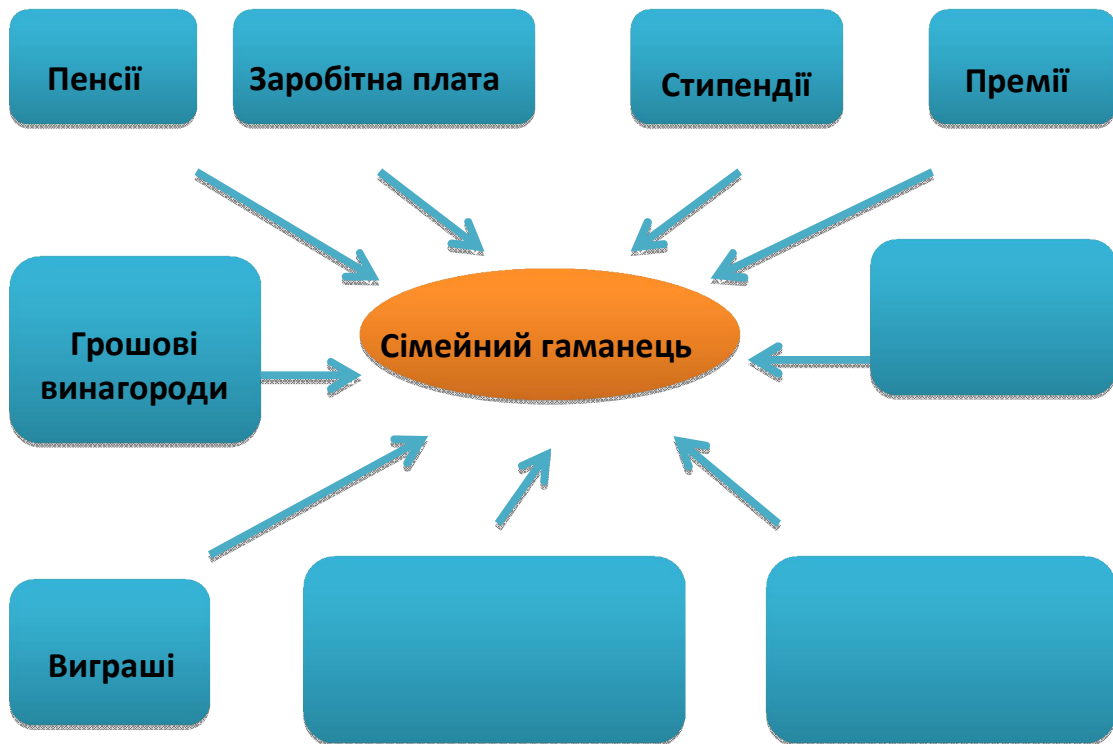 Пенсії
Заробітна плата
Стипендії
Премії
Грошові
винагороди
Сімейний гаманець
Виграші